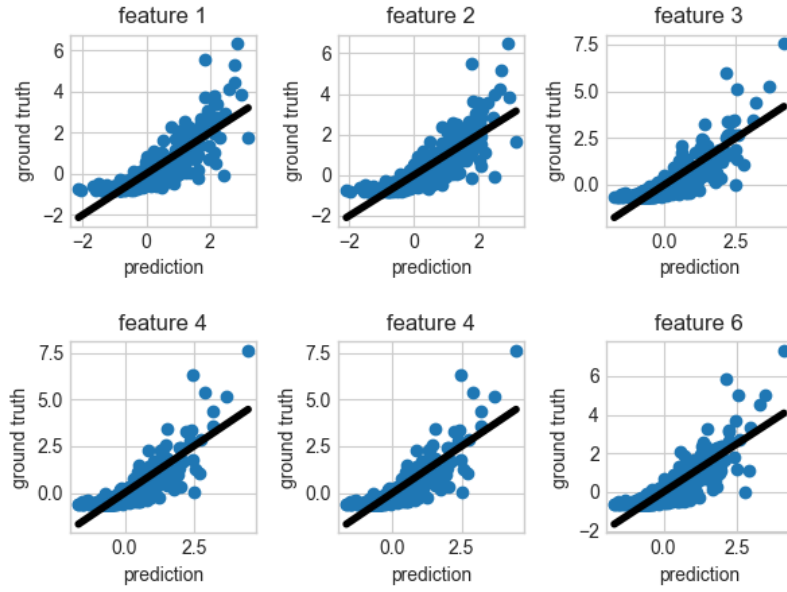 feature 1
feature 2
feature 3
ground truth
6
4
2
0
−2
−2
0
2
prediction
ground truth
6
4
2
0
−2
−2
0
2
prediction
ground truth
7.5
5.0
2.5
0.0
0.0
2.5
prediction
feature 4
feature 4
feature 6
ground truth
7.5
5.0
2.5
0.0
0.0
2.5
prediction
ground truth
7.5
5.0
2.5
0.0
0.0
2.5
prediction
ground truth
6
4
2
0
−2
0.0
2.5
prediction